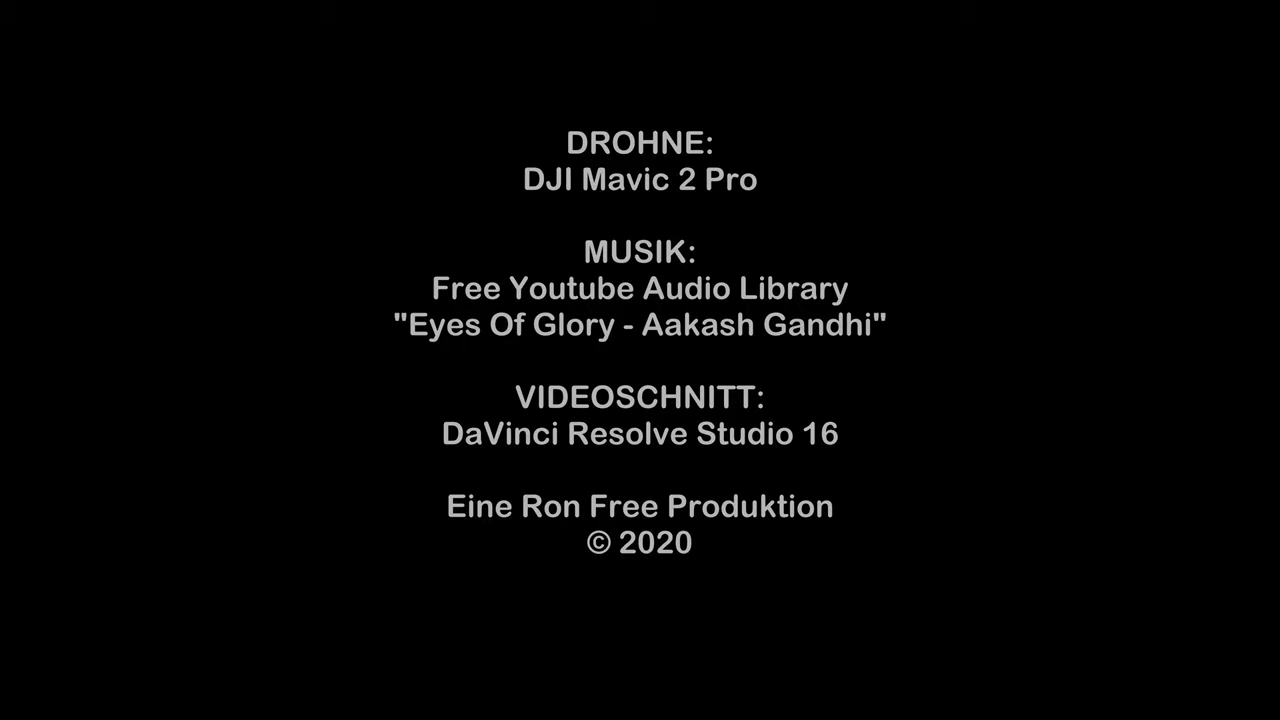 DROHNE:
DJI Mavic 2 Pro
MUSIK:
Free Youtube Audio Library
"Eyes Of Glory - Aakash Gandhi"
VIDEOSCHNITT:
DaVinci Resolve Studio 16
Eine Ron Free Produktion
© 2020